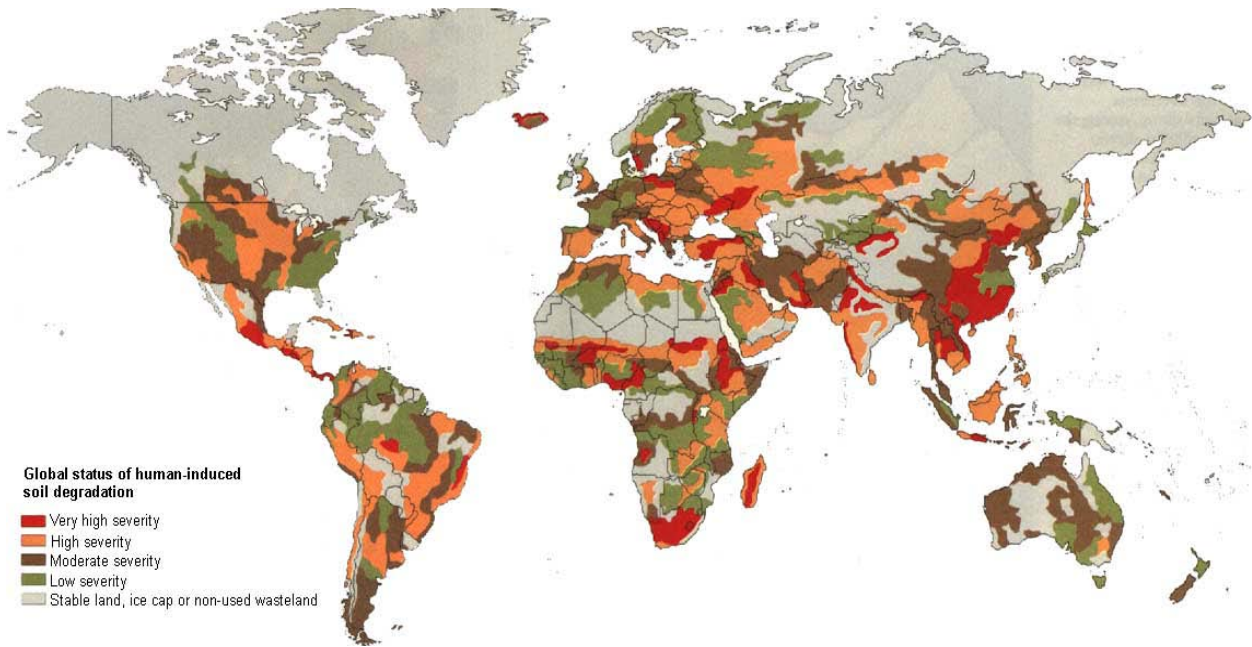 Global status of human-induced
soil degradation
Very high severity
High severity
Moderate severity
Low severity
Stable land, ice cap or non-used wasteland